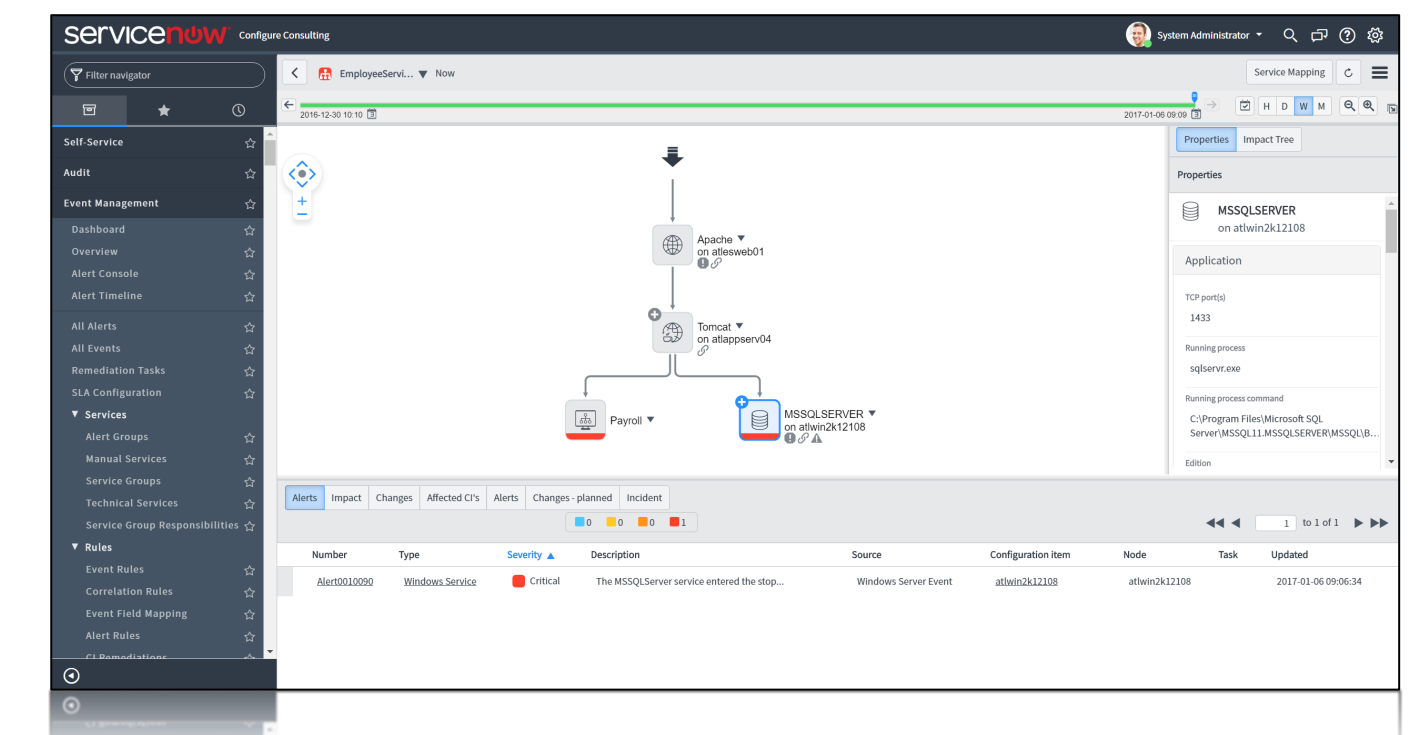 servicenow Configure Consulting
System Administrator
Filter navigator
EmployeeServi... Now
Service Mapping
2016-12-30 10:10
2017-01-06 09:09
H D W M
Self-Service
Audit
Event Management
Dashboard
Overview
Alert Console
Alert Timeline
All Alerts
All Events
Remediation Tasks
SLA Configuration
Services
Alert Groups
Manual Services
Service Groups
Technical Services
Service Group Responsibilities
Rules
Event Rules
Correlation Rules
Event Field Mapping
Alert Rules
CI Remediations
Apache
on atlesweb01
Tomcat
on atlappserv04
Payroll
MSSQLSERVER
on atlwin2k12108
Properties Impact Tree
Properties
MSSQLSERVER
on atlwin2k12108
Application
TCP port(s)
1433
Running process
sqlservr.exe
Running process command
C:\Program Files\Microsoft SQL
Server\MSSQL11.MSSQLSERVER\MSSQL\B...
Edition
Alerts Impact Changes Affected CI's Alerts Changes - planned Incident
0 0 0 1
1 to 1 of 1
Number Type Severity Description Source Configuration item Node Task Updated
Alert0010090 Windows Service Critical The MSSQLServer service entered the stop... Windows Server Event atlwin2k12108 atlwin2k12108 2017-01-06 09:06:34